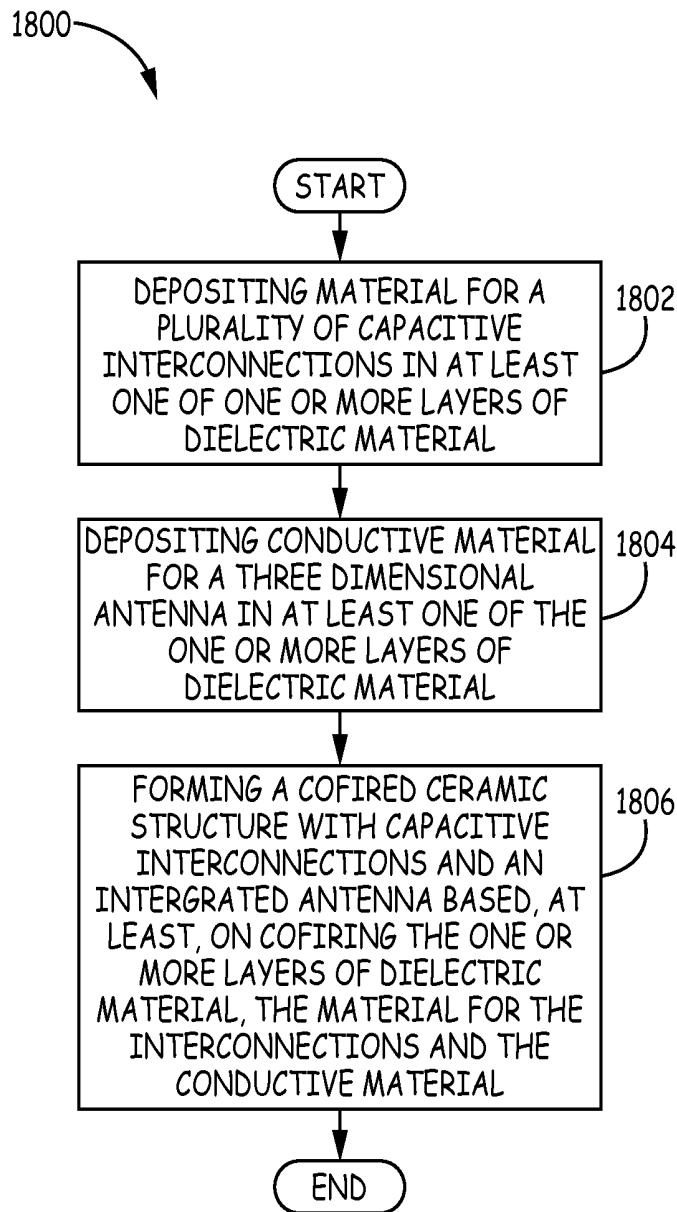 1800
START
DEPOSITING MATERIAL FOR A
PLURALITY OF CAPACITIVE
INTERCONNECTIONS IN AT LEAST
ONE OF ONE OR MORE LAYERS OF
DIELECTRIC MATERIAL
1802
DEPOSITING CONDUCTIVE MATERIAL
FOR A THREE DIMENSIONAL
ANTENNA IN AT LEAST ONE OF THE
ONE OR MORE LAYERS OF
DIELECTRIC MATERIAL
1804
FORMING A COFIRED CERAMIC
STRUCTURE WITH CAPACITIVE
INTERCONNECTIONS AND AN
INTERGRATED ANTENNA BASED, AT
LEAST, ON COFIRING THE ONE OR
MORE LAYERS OF DIELECTRIC
MATERIAL, THE MATERIAL FOR THE
INTERCONNECTIONS AND THE
CONDUCTIVE MATERIAL
1806
END